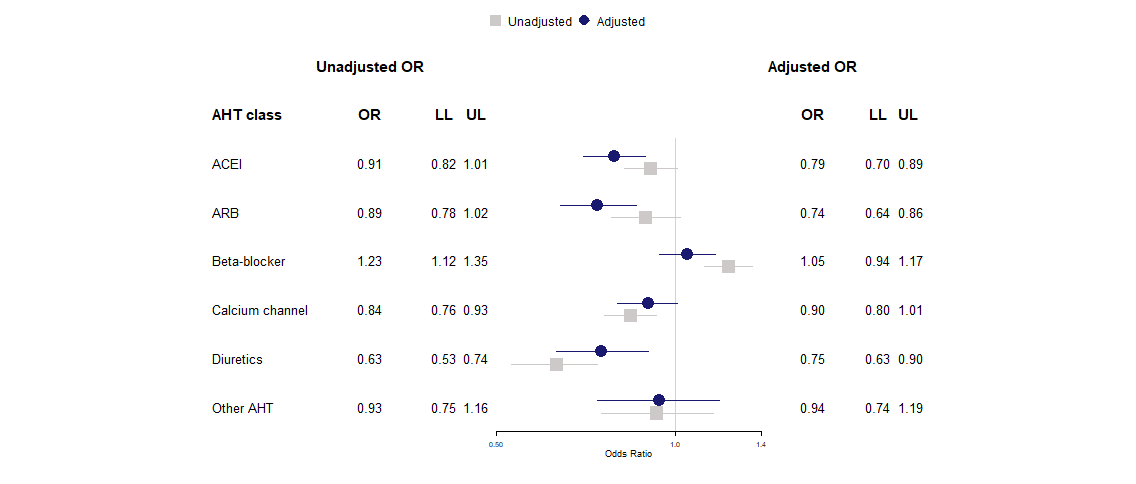 Unadjusted Adjusted
Unadjusted OR Adjusted OR
AHT class OR LL UL OR LL UL
ACEI 0.91 0.82 1.01 0.79 0.70 0.89
ARB 0.89 0.78 1.02 0.74 0.64 0.86
Beta-blocker 1.23 1.12 1.35 1.05 0.94 1.17
Calcium channel 0.84 0.76 0.93 0.90 0.80 1.01
Diuretics 0.63 0.53 0.74 0.75 0.63 0.90
Other AHT 0.93 0.75 1.16 0.94 0.74 1.19
0.50 1.0 1.4
Odds Ratio